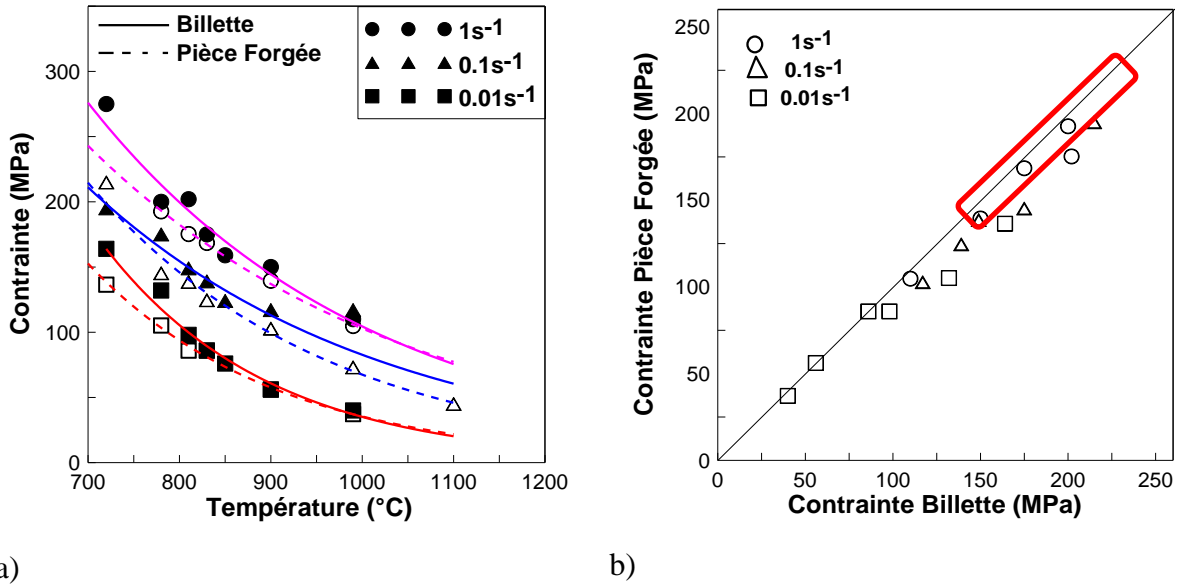 Billette
Pièce Forgée
1s-1
0.1s-1
0.01s-1
300
200
100
0
Contrainte (MPa)
700 800 900 1000 1100 1200
Température (°C)
a)
1s-1
0.1s-1
0.01s-1
250
200
150
100
50
0
Contrainte Pièce Forgée (MPa)
0 50 100 150 200 250
Contrainte Billette (MPa)
b)